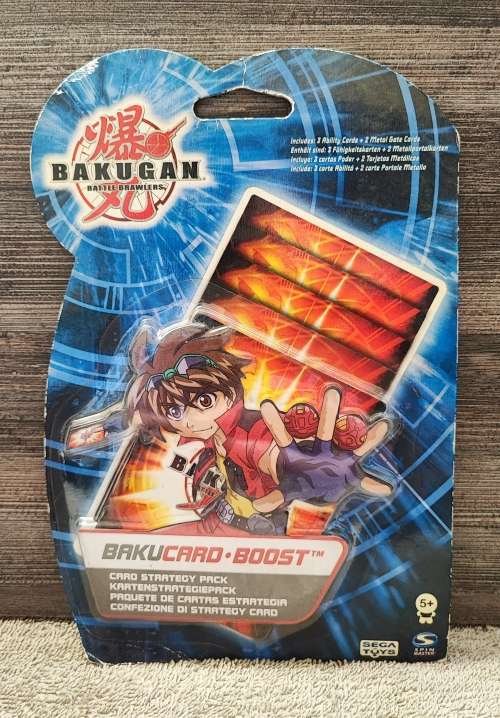 爆
丸
BAKUGAN
BATTLE BRAWLERS
Includes: 3 Ability Cards + 2 Metal Gate Cards
Enthält sind: 3 Fähigkeitskarten + 2 Metallportalkarten
Incluye: 3 cartas Poder + 2 Tarjetas Metálicas
Include: 3 carte Abilità + 2 carte Portale Metallo
BAKUCARD•BOOST™
CARD STRATEGY PACK
KARTENSTRATEGIEPACK
PAQUETE DE CARTAS ESTRATEGIA
CONFEZIONE DI STRATEGY CARD
5+
SEGA
TOYS
SPIN
MASTER